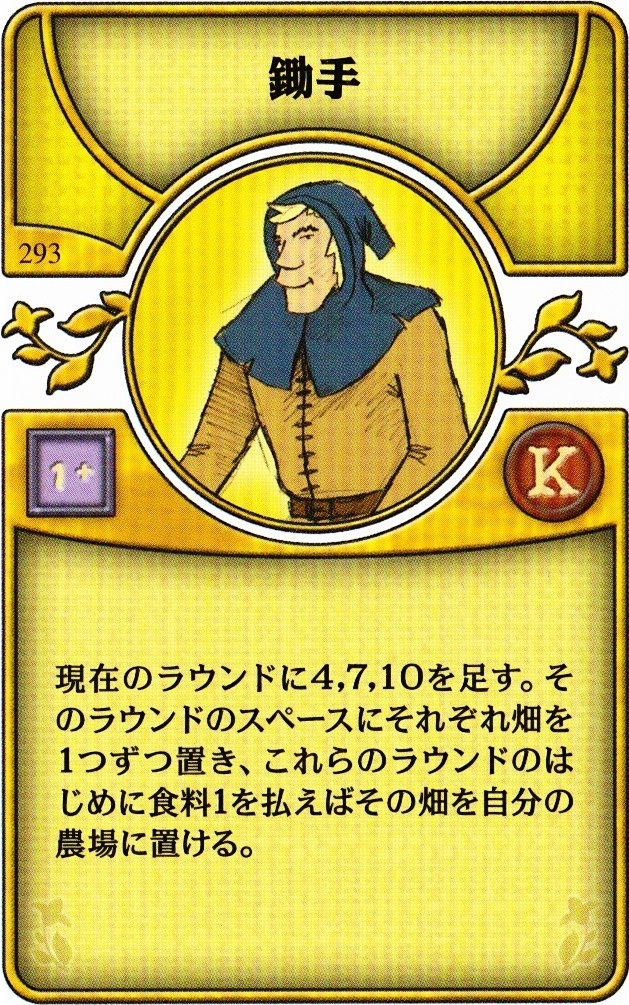 鋤手
293
1+
K
現在のラウンドに4,7,10を足す。そ
のラウンドのスペースにそれぞれ畑を
1つずつ置き、これらのラウンドのは
じめに食料1を払えばその畑を自分の
農場に置ける。